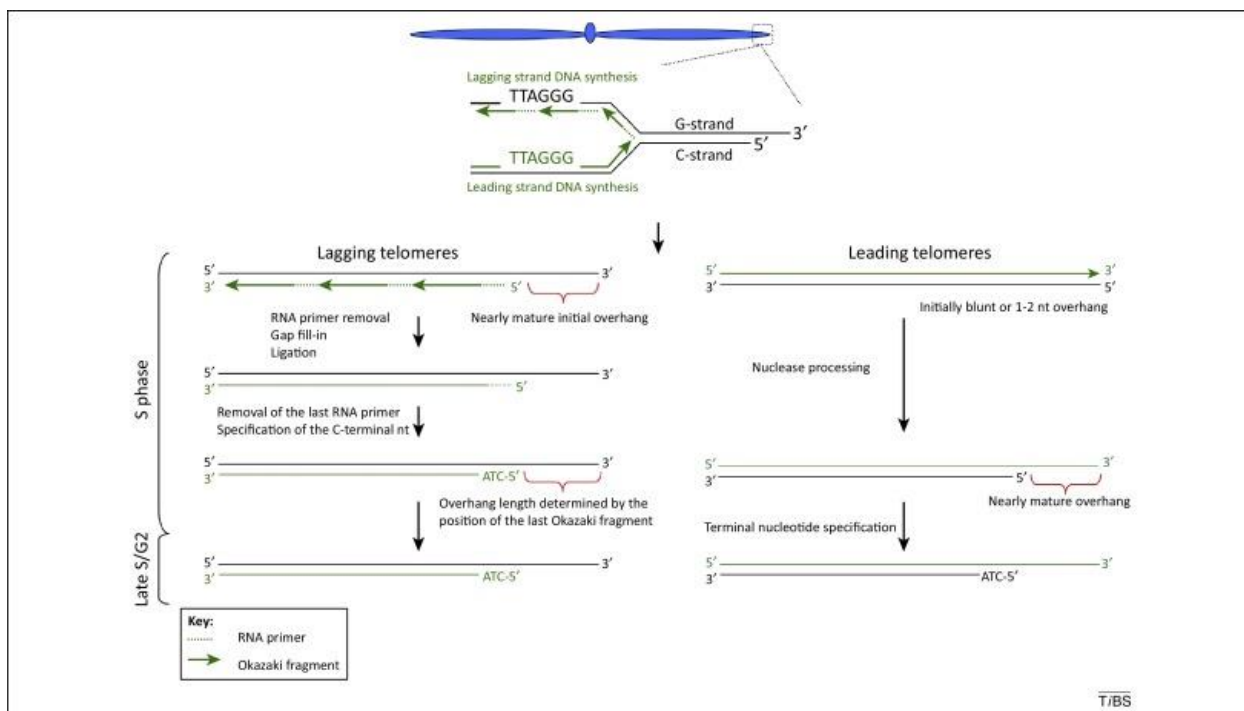 Lagging strand DNA synthesis
TTAGGG
G-strand
3′
5′
C-strand
TTAGGG
Leading strand DNA synthesis
Lagging telomeres
Leading telomeres
5′
3′
3′
5′
Nearly mature initial overhang
RNA primer removal
Gap fill-in
Ligation
5′
3′
3′
5′
Removal of the last RNA primer
Specification of the C-terminal nt
5′
3′
3′
ATC-5′
Overhang length determined by the
position of the last Okazaki fragment
5′
3′
3′
ATC-5′
5′
3′
3′
5′
Initially blunt or 1-2 nt overhang
Nuclease processing
5′
3′
3′
5′
Nearly mature overhang
Terminal nucleotide specification
5′
3′
3′
ATC-5′
S phase
Late S/G2
Key:
RNA primer
Okazaki fragment
TiBS